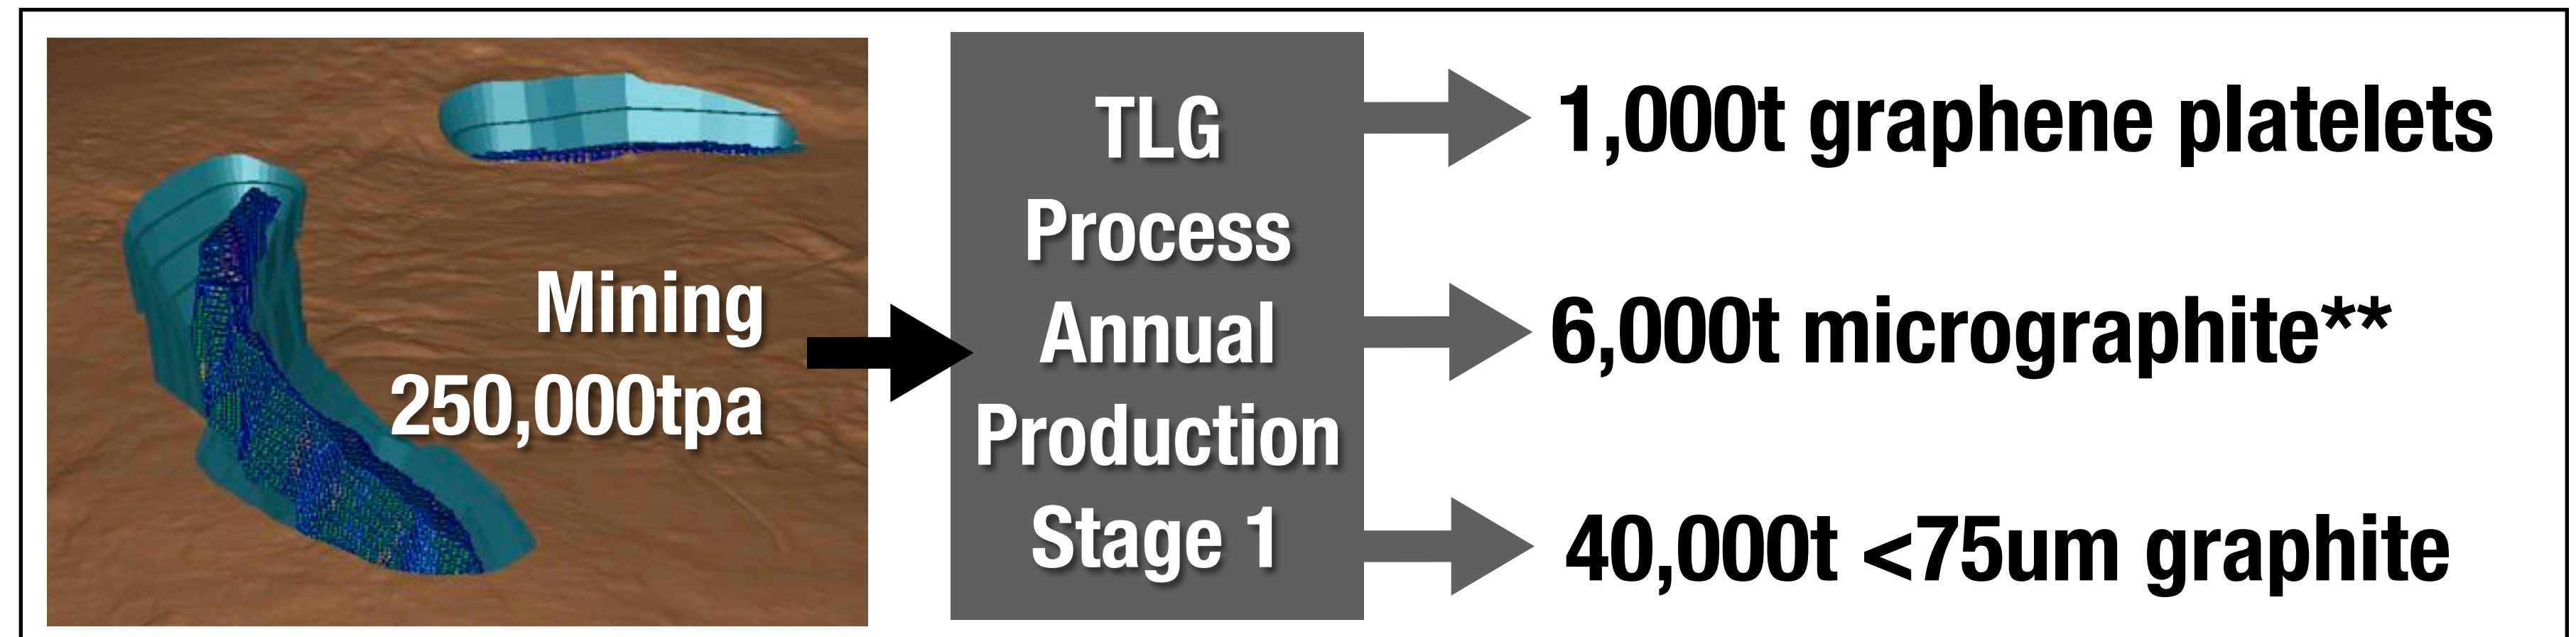 Mining
250,000tpa
TLG
Process
Annual
Production
Stage 1
1,000t graphene platelets
6,000t micrographite**
40,000t <75um graphite